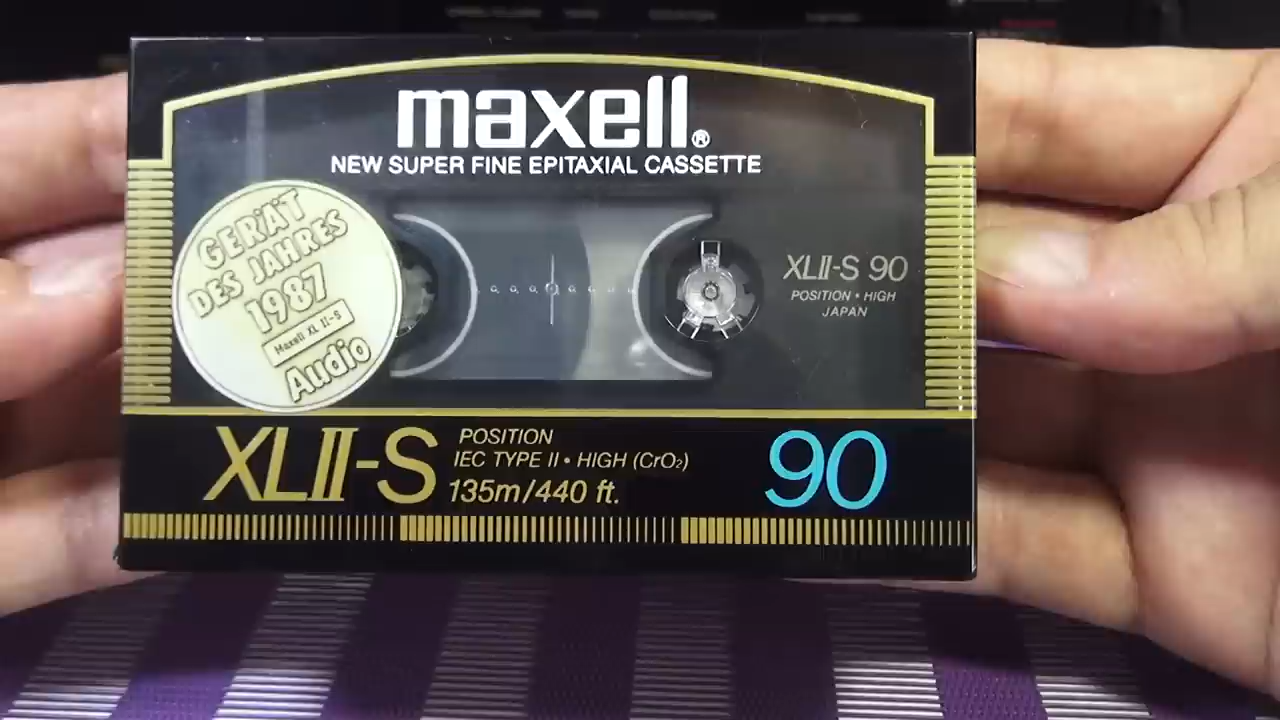 maxell®
NEW SUPER FINE EPITAXIAL CASSETTE
GERÄT
DES JAHRES
1987
Maxell XL II-S
Audio
XLII-S 90
POSITION • HIGH
JAPAN
XLII-S
POSITION
IEC TYPE II • HIGH (CrO₂)
135m/440 ft.
90